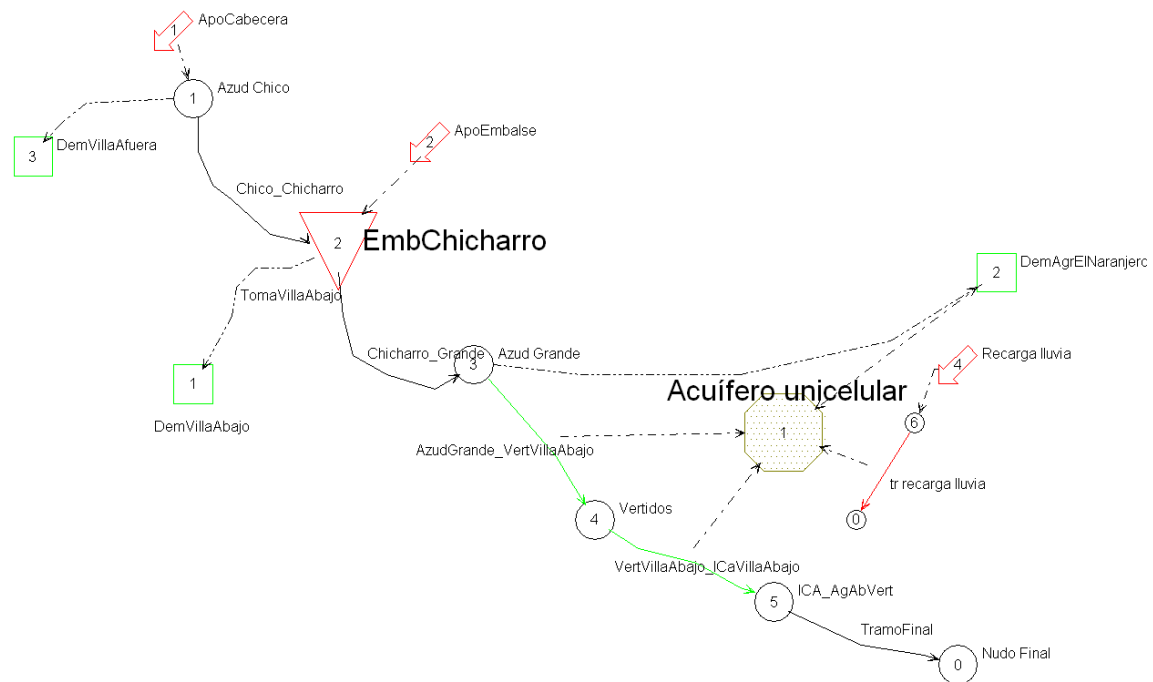 1
ApoCabecera
Azud Chico
1
3
DemVillaAfuera
2
ApoEmbalse
Chico_Chicharro
2
EmbChicharro
TomaVillaAbajo
2
DemAgrElNaranjerc
Chicharro_Grande
3
Azud Grande
4
Recarga lluvia
1
DemVillaAbajo
Acuífero unicelular
1
6
AzudGrande_VertVillaAbajo
tr recarga lluvia
4
Vertidos
0
VertVillaAbajo_ICaVillaAbajo
5
ICA_AgAbVert
TramoFinal
0
Nudo Final